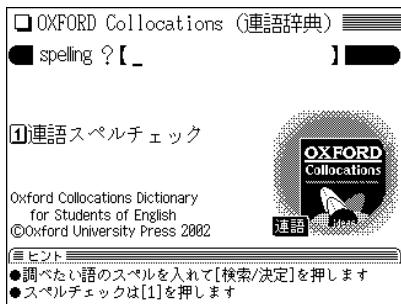 OXFORD Collocations (連語辞典)
spelling ?【_ 】
1連語スペルチェック
OXFORD
Collocations
ideas
連語
Oxford Collocations Dictionary
for Students of English
©Oxford University Press 2002
ヒント
●調べたい語のスペルを入れて[検索/決定]を押します
●スペルチェックは[1]を押します